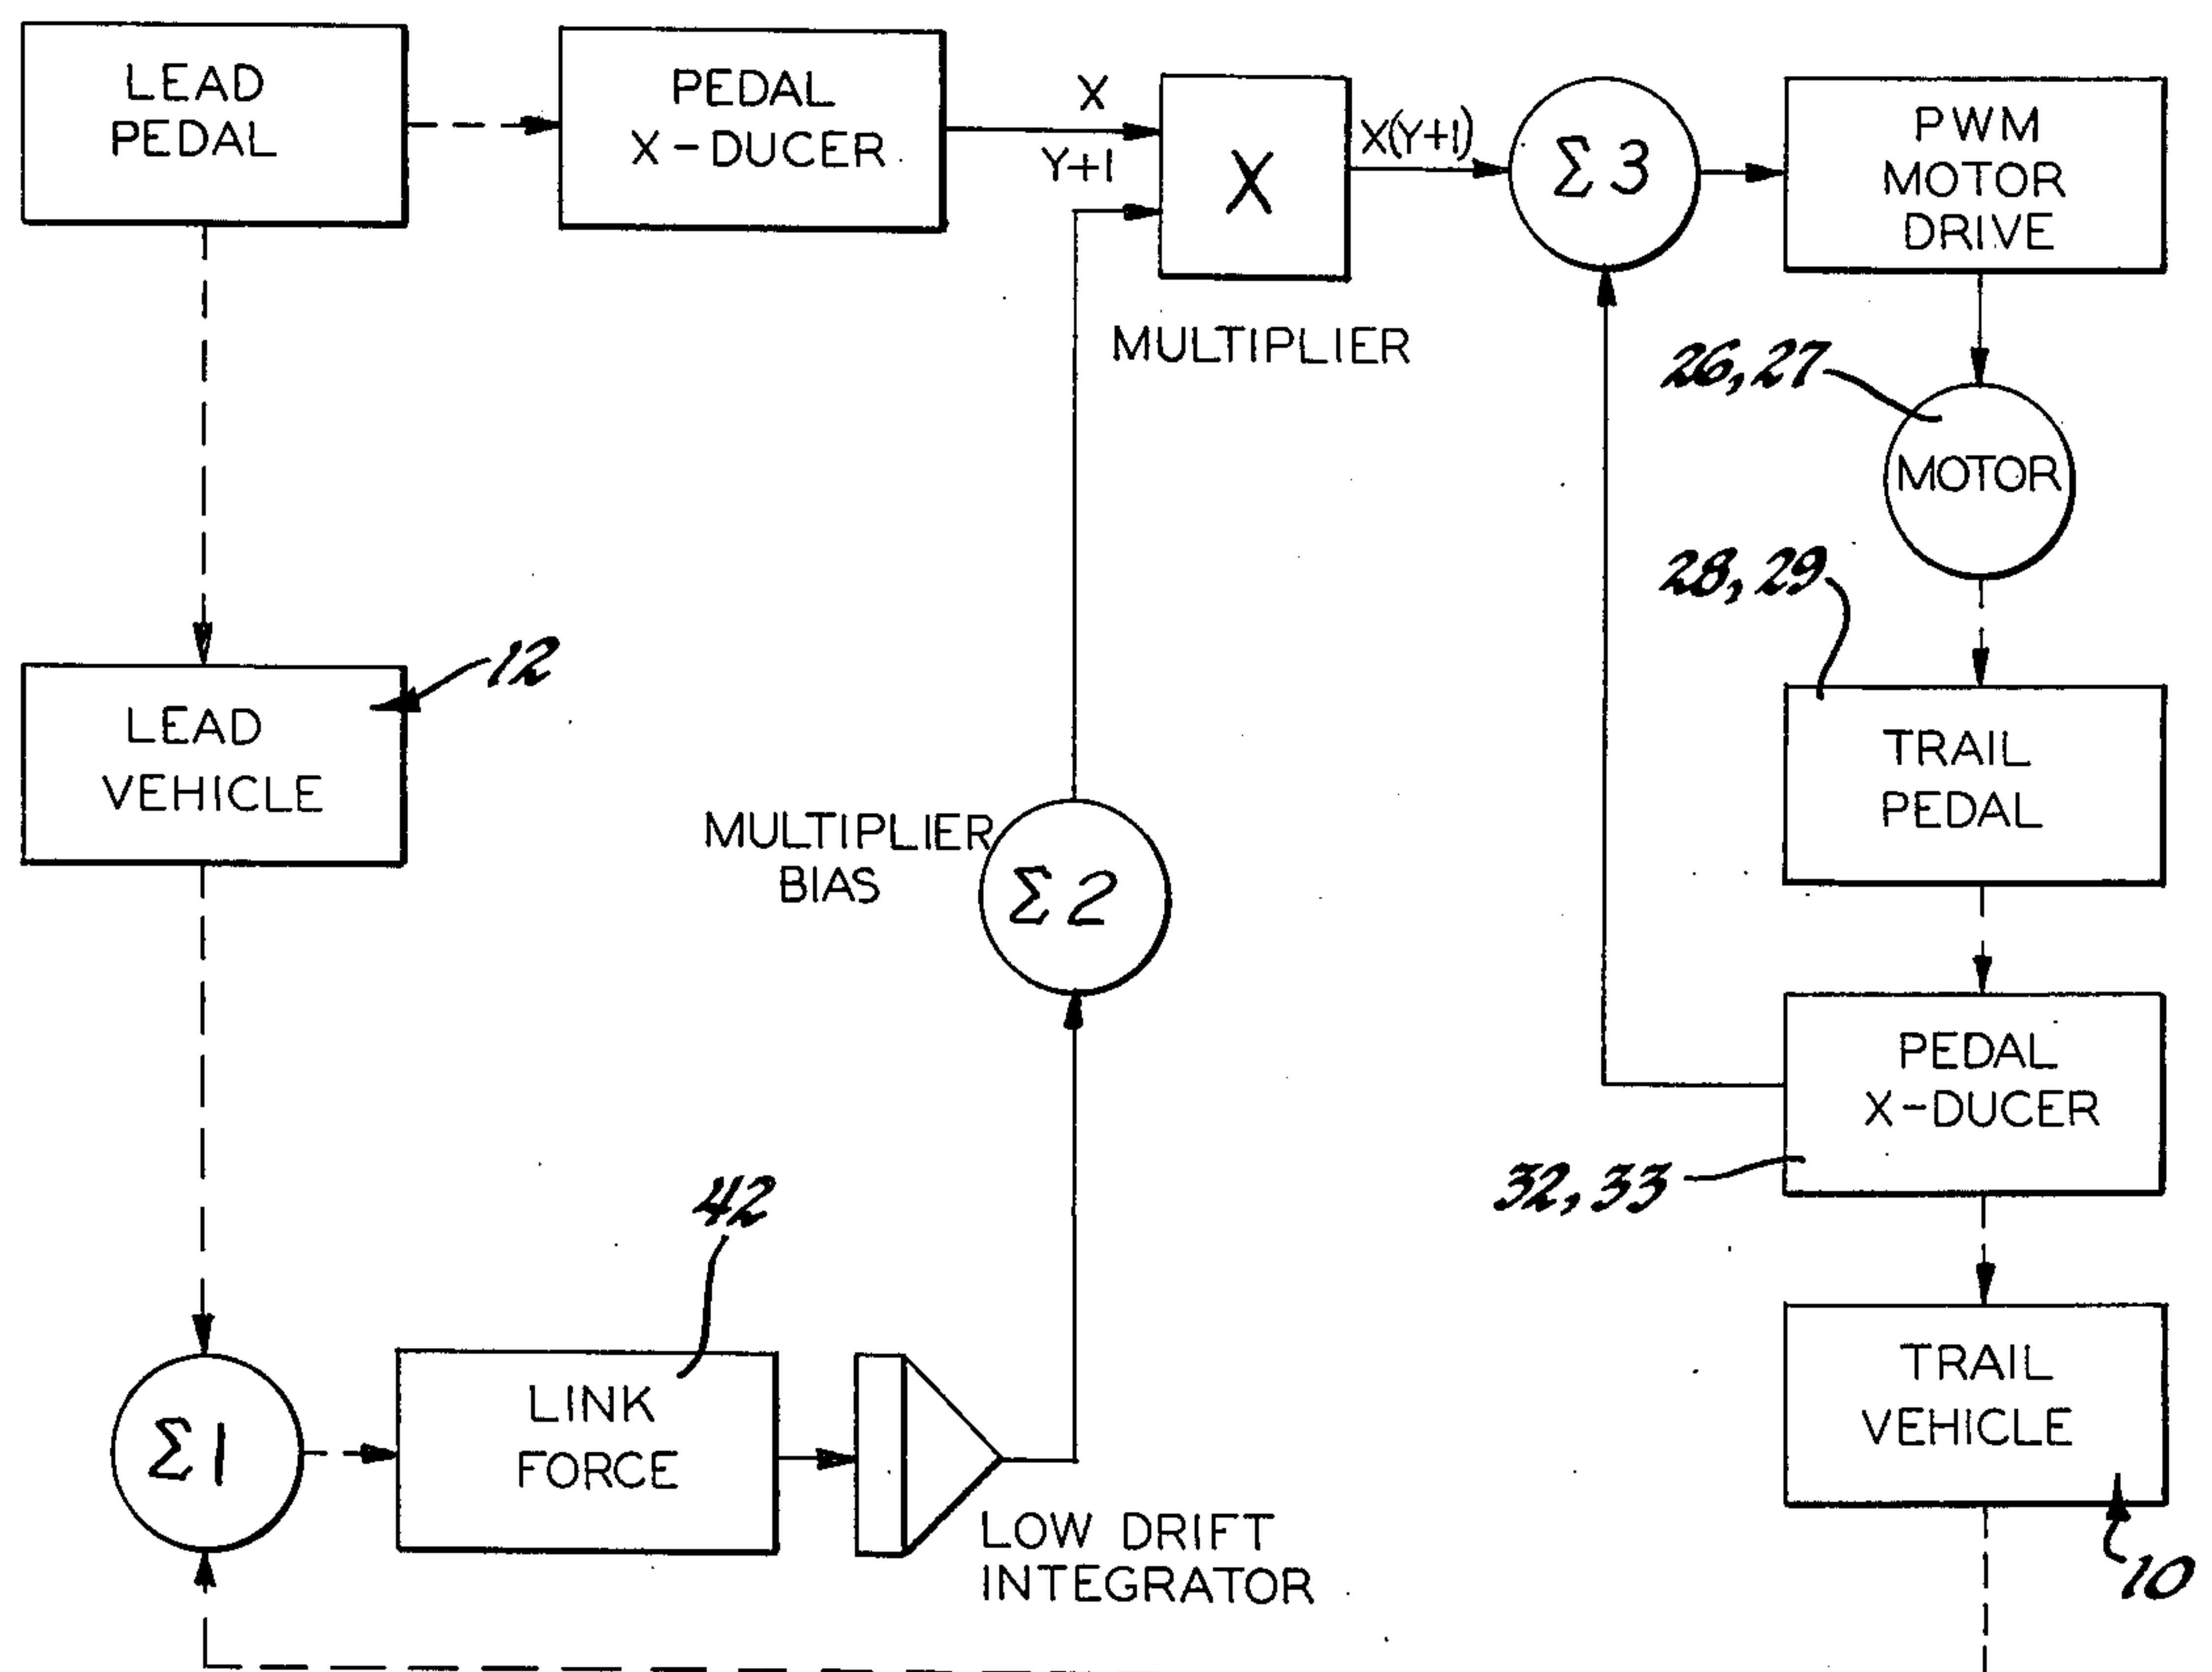 LEAD
PEDAL
PEDAL
X-DUCER
X
Y+1
X
X(Y+1)
Σ3
PWM
MOTOR
DRIVE
MULTIPLIER
26, 27
MOTOR
28, 29
12
LEAD
VEHICLE
TRAIL
PEDAL
MULTIPLIER
BIAS
Σ2
PEDAL
X-DUCER
32, 33
42
TRAIL
VEHICLE
LINK
FORCE
Σ1
LOW DRIFT
INTEGRATOR
10